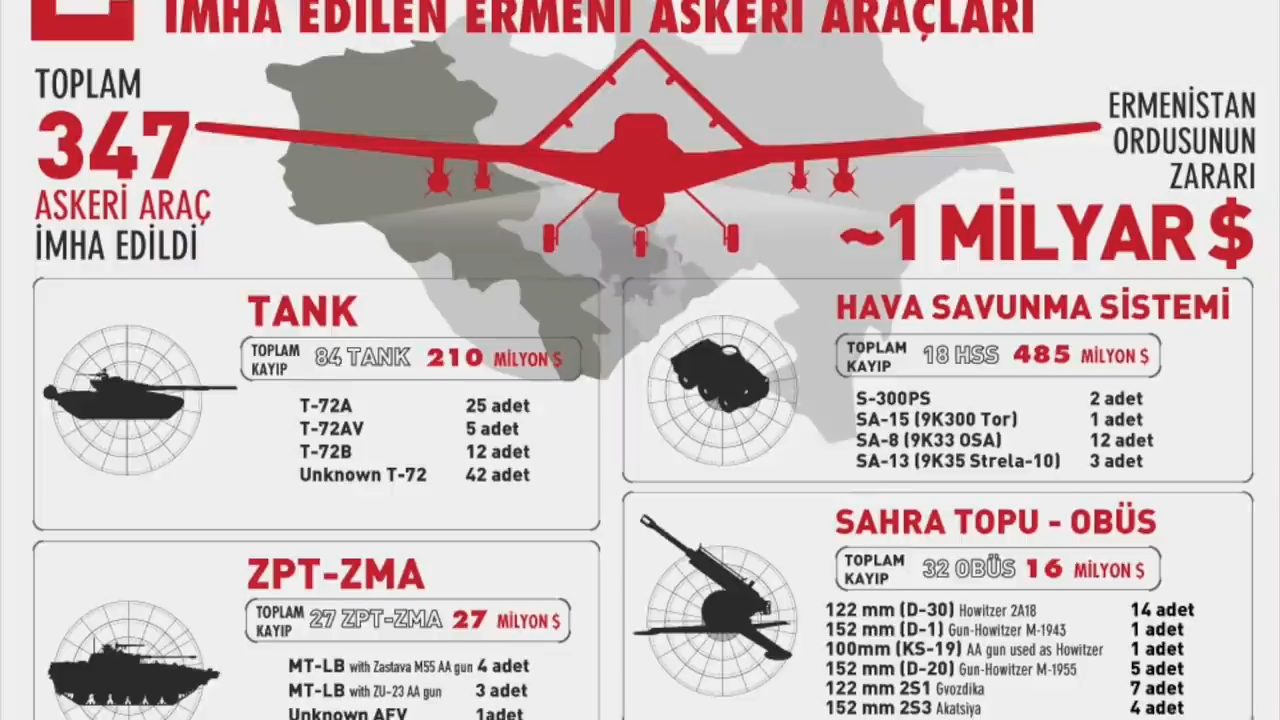 İMHA EDİLEN ERMENİ ASKERİ ARAÇLARI
TOPLAM
347
ASKERİ ARAÇ
İMHA EDİLDİ
ERMENİSTAN
ORDUSUNUN
ZARARI
~1 MİLYAR $
TANK
TOPLAM KAYIP 84 TANK 210 MİLYON $
T-72A 25 adet
T-72AV 5 adet
T-72B 12 adet
Unknown T-72 42 adet
HAVA SAVUNMA SİSTEMİ
TOPLAM KAYIP 18 HSS 485 MİLYON $
S-300PS 2 adet
SA-15 (9K300 Tor) 1 adet
SA-8 (9K33 OSA) 12 adet
SA-13 (9K35 Strela-10) 3 adet
ZPT-ZMA
TOPLAM KAYIP 27 ZPT-ZMA 27 MİLYON $
MT-LB with Zastava M55 AA gun 4 adet
MT-LB with ZU-23 AA gun 3 adet
Unknown AFV 1adet
SAHRA TOPU - OBÜS
TOPLAM KAYIP 32 OBÜS 16 MİLYON $
122 mm (D-30) Howitzer 2A18 14 adet
152 mm (D-1) Gun-Howitzer M-1943 1 adet
100mm (KS-19) AA gun used as Howitzer 1 adet
152 mm (D-20) Gun-Howitzer M-1955 5 adet
122 mm 2S1 Gvozdika 7 adet
152 mm 2S3 Akatsiya 4 adet